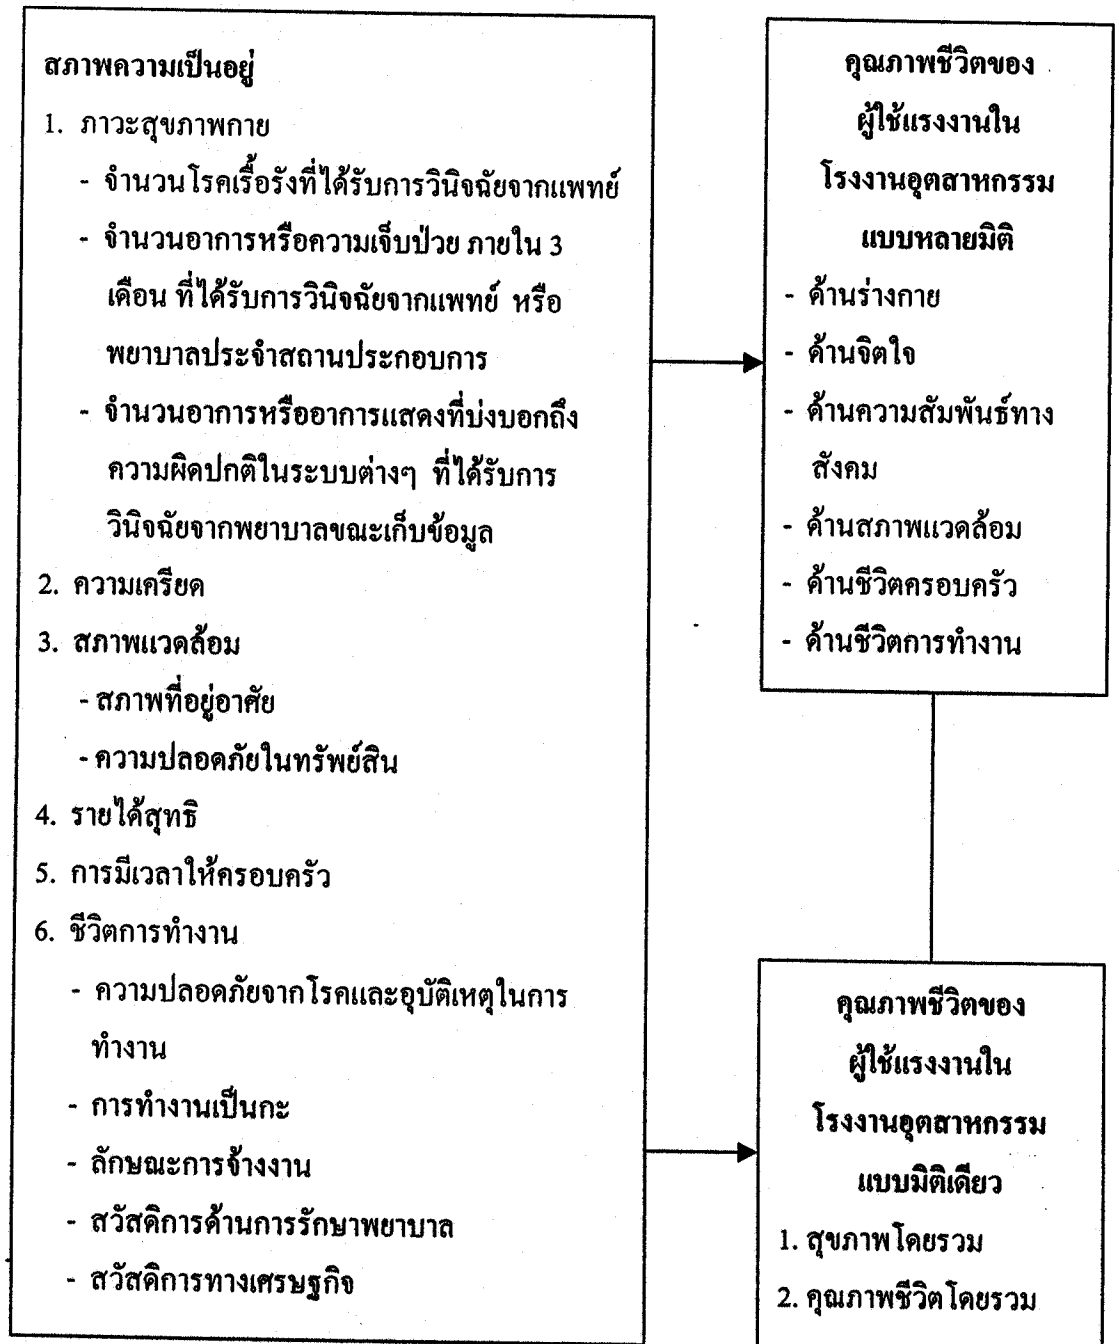 สภาพความเป็นอยู่
1. ภาวะสุขภาพกาย
- จำนวนโรคเรื้อรังที่ได้รับการวินิจฉัยจากแพทย์
- จำนวนอาการหรือความเจ็บป่วย ภายใน 3
เดือน ที่ได้รับการวินิจฉัยจากแพทย์ หรือ
พยาบาลประจำสถานประกอบการ
- จำนวนอาการหรืออาการแสดงที่บ่งบอกถึง
ความผิดปกติในระบบต่างๆ ที่ได้รับการ
วินิจฉัยจากพยาบาลขณะเก็บข้อมูล
2. ความเครียด
3. สภาพแวดล้อม
- สภาพที่อยู่อาศัย
- ความปลอดภัยในทรัพย์สิน
4. รายได้สุทธิ
5. การมีเวลาให้ครอบครัว
6. ชีวิตการทำงาน
- ความปลอดภัยจากโรคและอุบัติเหตุในการ
ทำงาน
- การทำงานเป็นกะ
- ลักษณะการจ้างงาน
- สวัสดิการด้านการรักษาพยาบาล
- สวัสดิการทางเศรษฐกิจ
คุณภาพชีวิตของ
ผู้ใช้แรงงานใน
โรงงานอุตสาหกรรม
แบบหลายมิติ
- ด้านร่างกาย
- ด้านจิตใจ
- ด้านความสัมพันธ์ทาง
สังคม
- ด้านสภาพแวดล้อม
- ด้านชีวิตครอบครัว
- ด้านชีวิตการทำงาน
คุณภาพชีวิตของ
ผู้ใช้แรงงานใน
โรงงานอุตสาหกรรม
แบบมิติเดียว
1. สุขภาพโดยรวม
2. คุณภาพชีวิตโดยรวม